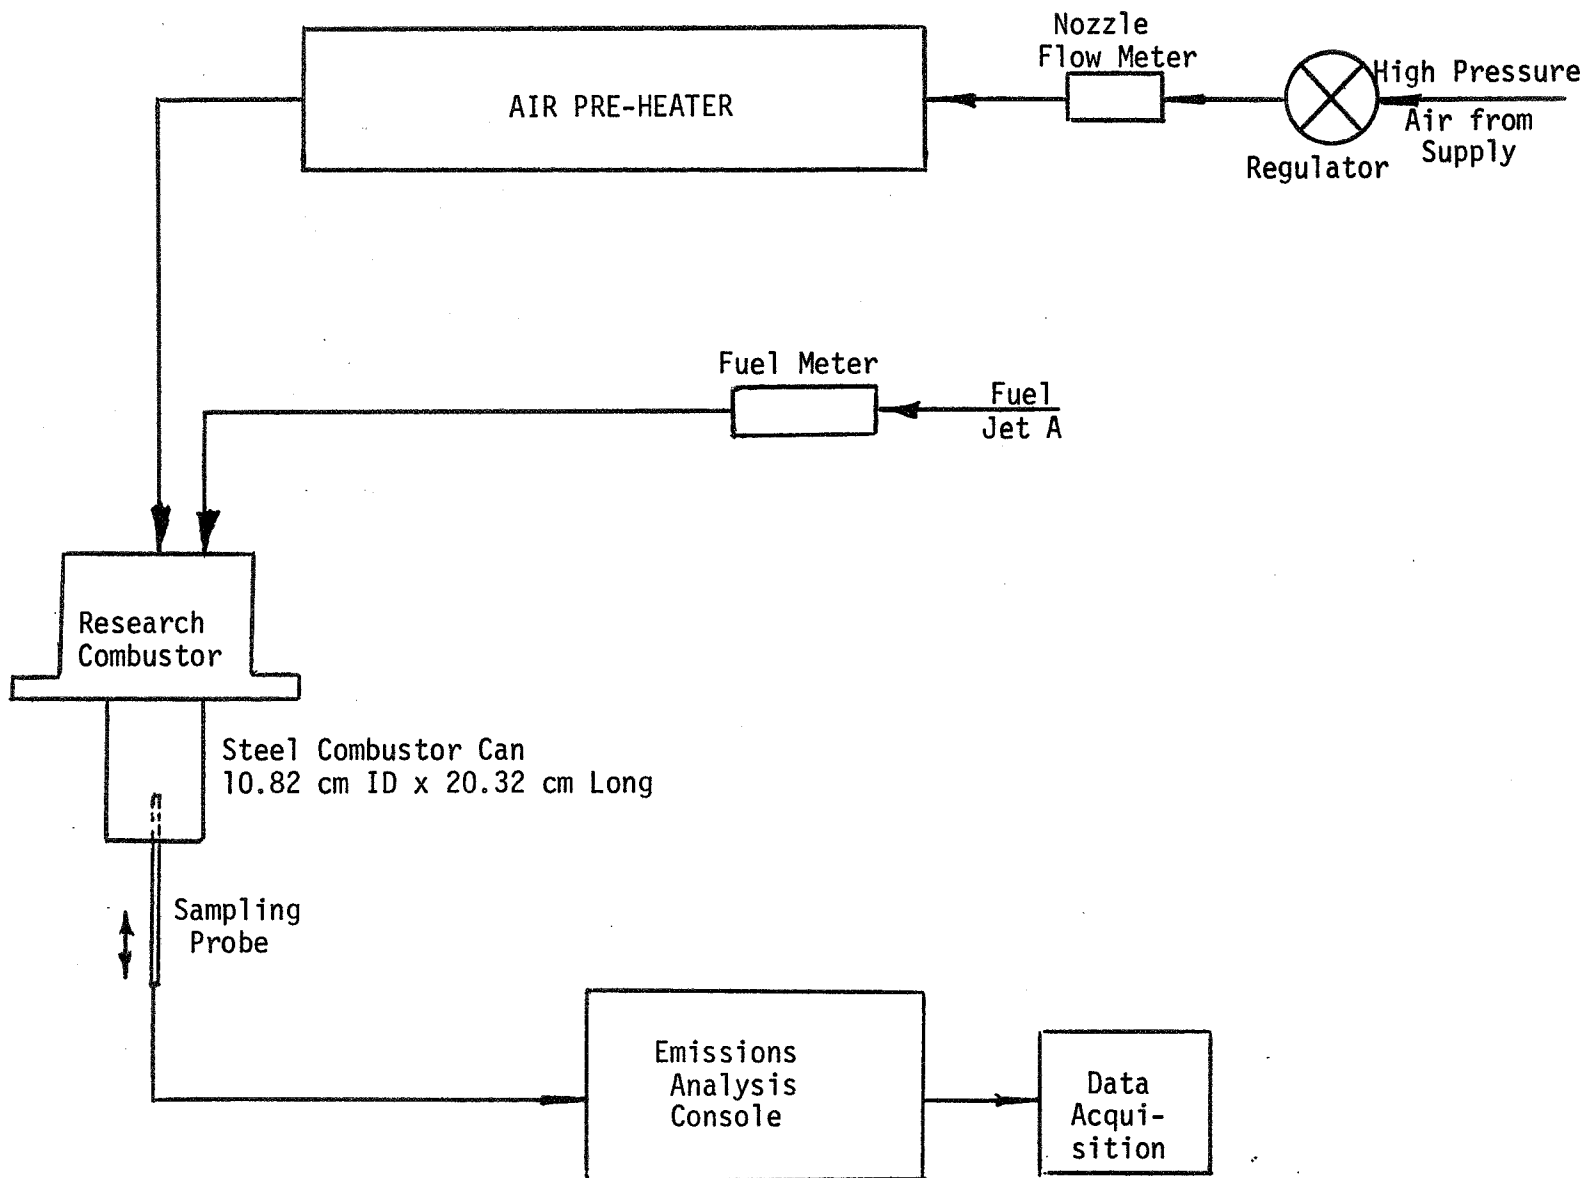 Nozzle
Flow Meter
High Pressure
Air from
Supply
Regulator
AIR PRE-HEATER
Fuel Meter
Fuel
Jet A
Research
Combustor
Steel Combustor Can
10.82 cm ID x 20.32 cm Long
Sampling
Probe
Emissions
Analysis
Console
Data
Acqui-
sition